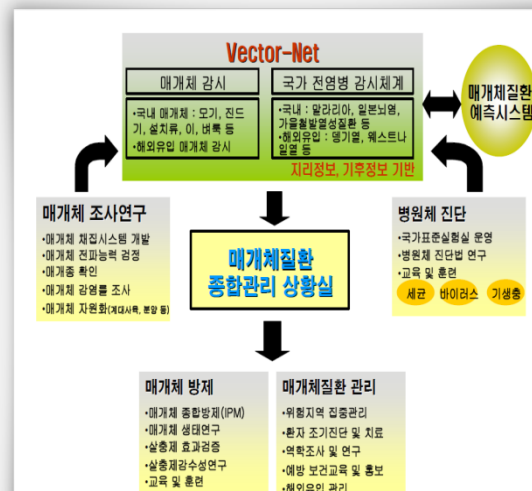 Vector-Net
매개체 감시
국가 전염병 감시체계
•국내 매개체 : 모기, 진드
기, 설치류, 이, 벼룩 등
•해외유입 매개체 감시
•국내 : 말라리아, 일본뇌염,
가을철발열성질환 등
•해외유입 : 뎅기열, 웨스트나
일열 등
지리정보, 기후정보 기반
매개체질환
예측시스템
매개체 조사연구
•매개체 채집시스템 개발
•매개체 전파능력 검정
•매개종 확인
•매개체 감염률 조사
•매개체 자원화(계대사육, 분양 등)
매개체질환
종합관리 상황실
병원체 진단
•국가표준실험실 운영
•병원체 진단법 연구
•교육 및 훈련
세균
바이러스
기생충
매개체 방제
•매개체 종합방제(IPM)
•매개체 생태연구
•살충제 효과검증
•살충제감수성연구
•교육 및 훈련
매개체질환 관리
•위험지역 집중관리
•환자 조기진단 및 치료
•역학조사 및 연구
•예방 보건교육 및 홍보
•해외유입 관리